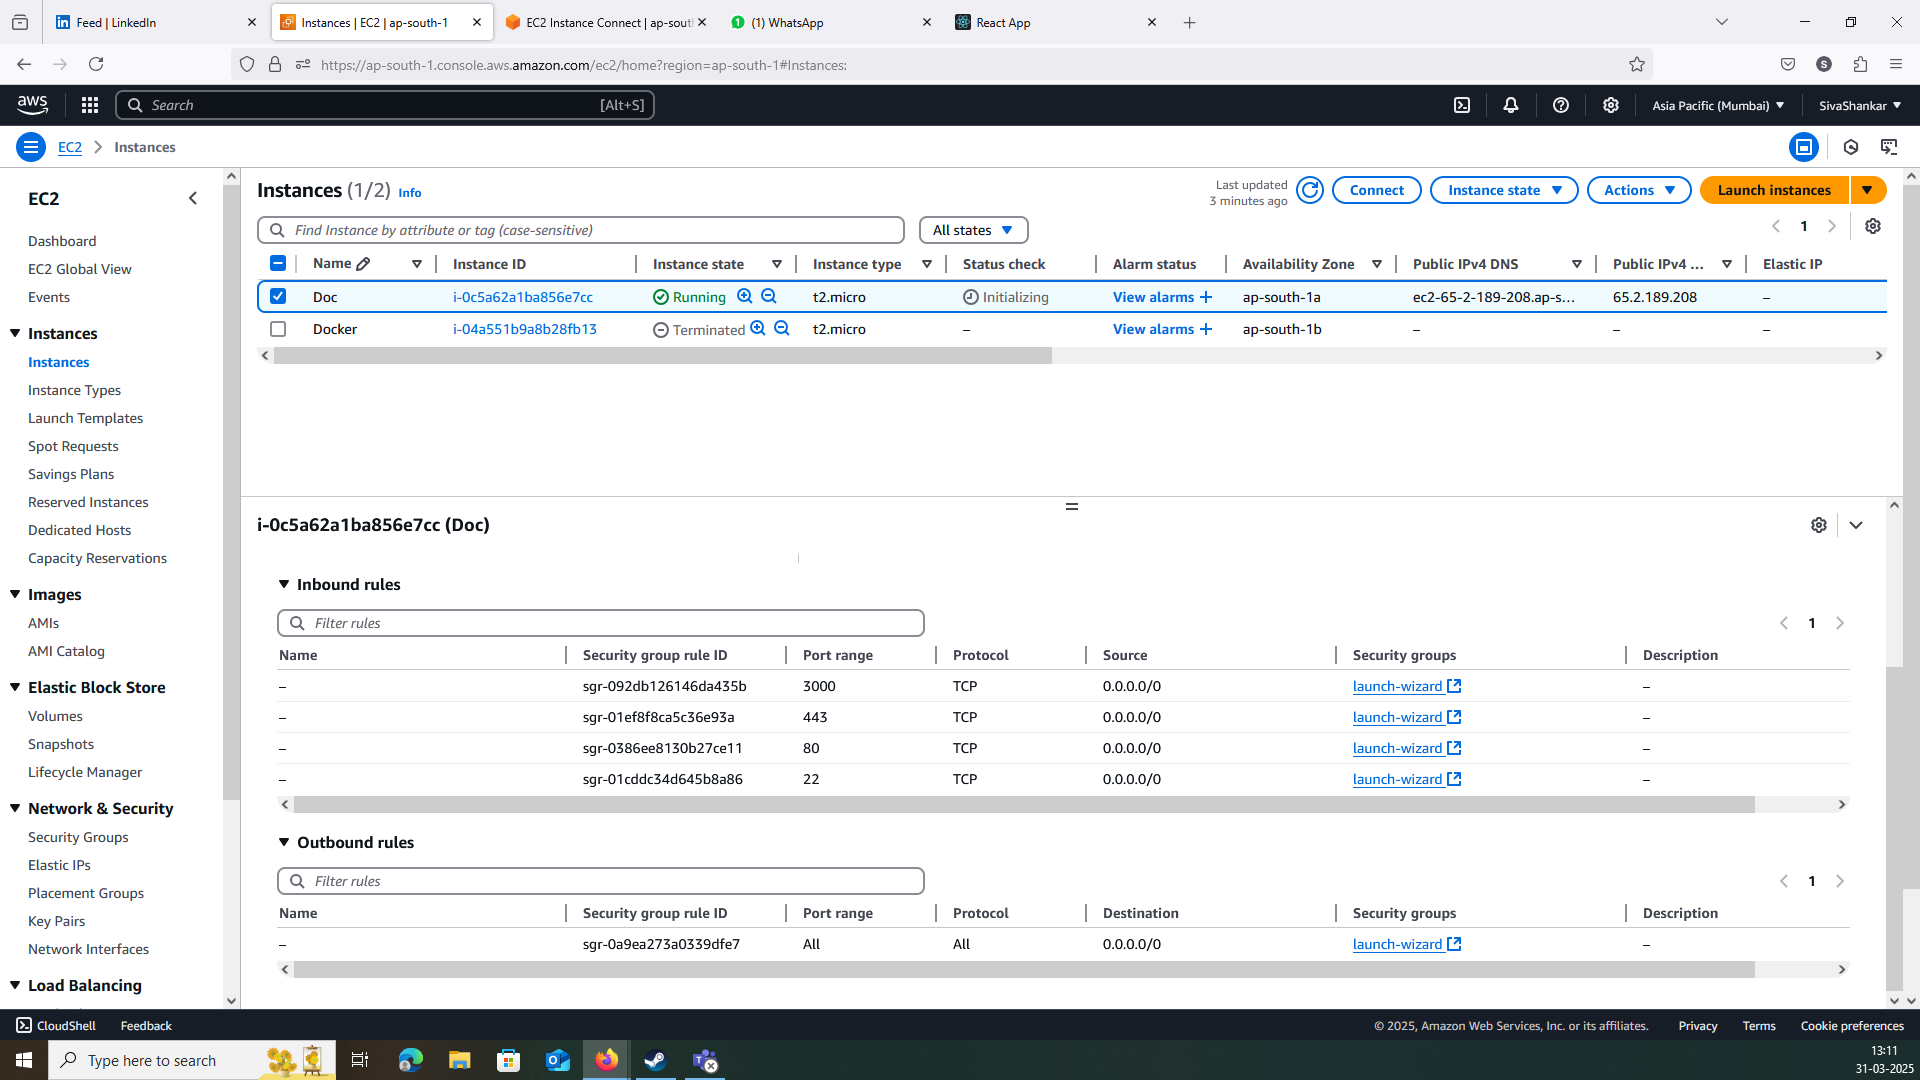 Feed | LinkedIn
Instances | EC2 | ap-south-1
EC2 Instance Connect | ap-sout
(1) WhatsApp
React App
https://ap-south-1.console.aws.amazon.com/ec2/home?region=ap-south-1#Instances:
S
aws
Search [Alt+S]
Asia Pacific (Mumbai)
SivaShankar
EC2
Instances
EC2
Dashboard
EC2 Global View
Events
Instances
Instances
Instance Types
Launch Templates
Spot Requests
Savings Plans
Reserved Instances
Dedicated Hosts
Capacity Reservations
Images
AMIs
AMI Catalog
Elastic Block Store
Volumes
Snapshots
Lifecycle Manager
Network & Security
Security Groups
Elastic IPs
Placement Groups
Key Pairs
Network Interfaces
Load Balancing
Instances (1/2) Info
Last updated
3 minutes ago
Connect
Instance state
Actions
Launch instances
Find Instance by attribute or tag (case-sensitive)
All states
1
Name Instance ID Instance state Instance type Status check Alarm status Availability Zone Public IPv4 DNS Public IPv4 ... Elastic IP
Doc i-0c5a62a1ba856e7cc Running t2.micro Initializing View alarms + ap-south-1a ec2-65-2-189-208.ap-s... 65.2.189.208 –
Docker i-04a551b9a8b28fb13 Terminated t2.micro – View alarms + ap-south-1b – – –
i-0c5a62a1ba856e7cc (Doc)
Inbound rules
Filter rules
1
Name Security group rule ID Port range Protocol Source Security groups Description
– sgr-092db126146da435b 3000 TCP 0.0.0.0/0 launch-wizard –
– sgr-01ef8f8ca5c36e93a 443 TCP 0.0.0.0/0 launch-wizard –
– sgr-0386ee8130b27ce11 80 TCP 0.0.0.0/0 launch-wizard –
– sgr-01cddc34d645b8a86 22 TCP 0.0.0.0/0 launch-wizard –
Outbound rules
Filter rules
1
Name Security group rule ID Port range Protocol Destination Security groups Description
– sgr-0a9ea273a0339dfe7 All All 0.0.0.0/0 launch-wizard –
CloudShell
Feedback
© 2025, Amazon Web Services, Inc. or its affiliates.
Privacy
Terms
Cookie preferences
Type here to search
13:11
31-03-2025